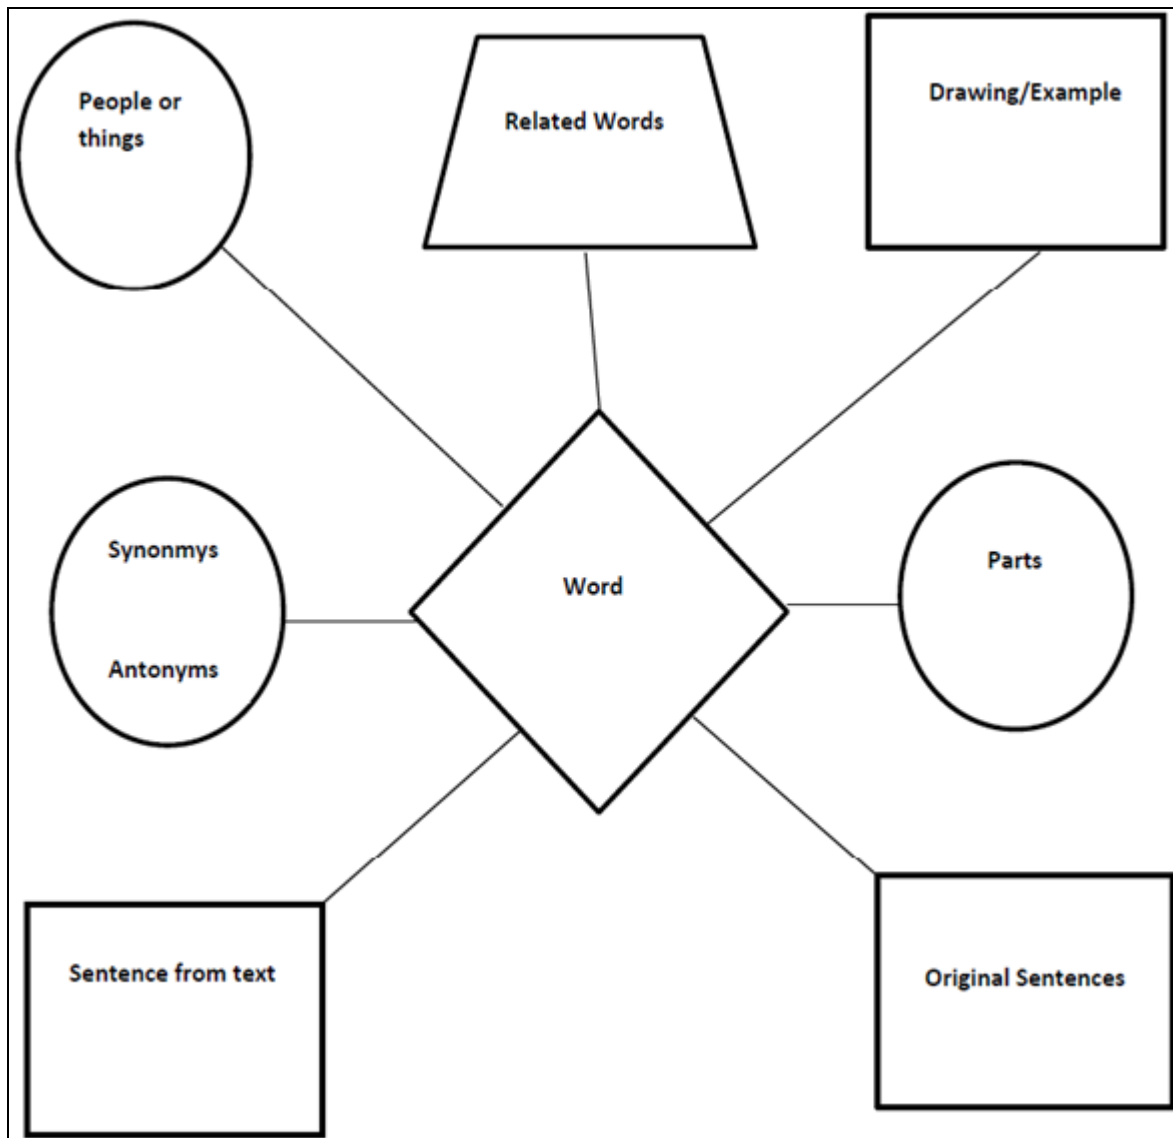 People or
things
Related Words
Drawing/Example
Synonmys
Antonyms
Word
Parts
Sentence from text
Original Sentences